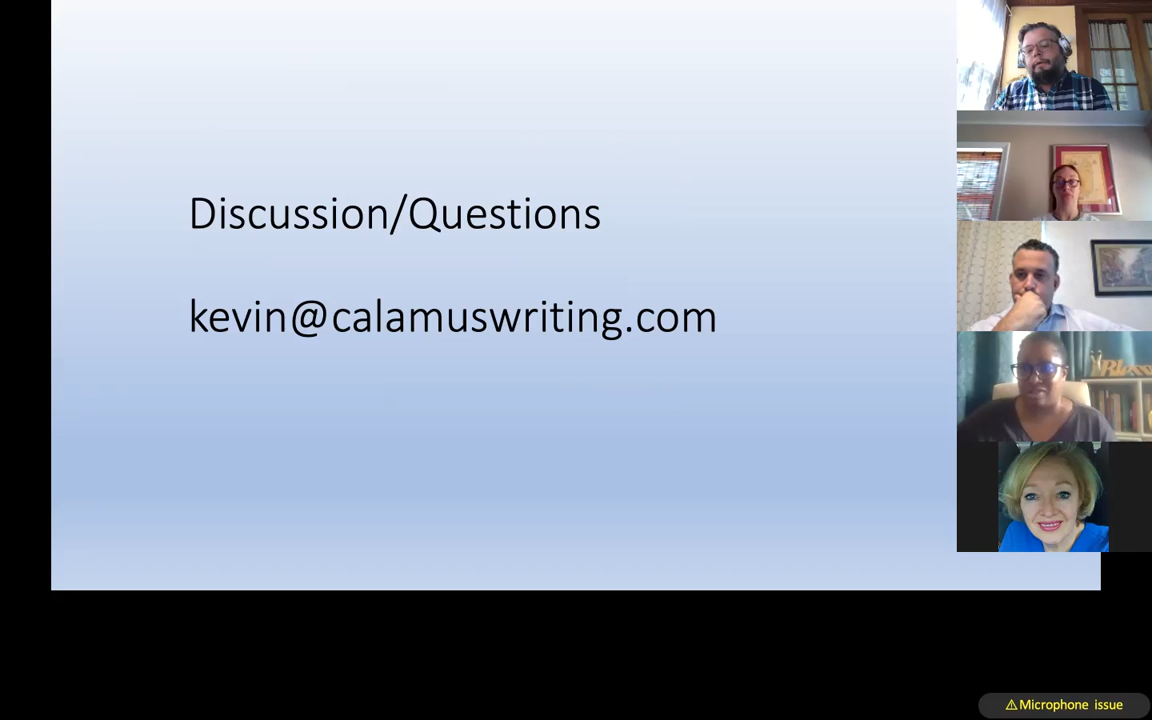 Discussion/Questions
kevin@calamuswriting.com
⚠Microphone issue